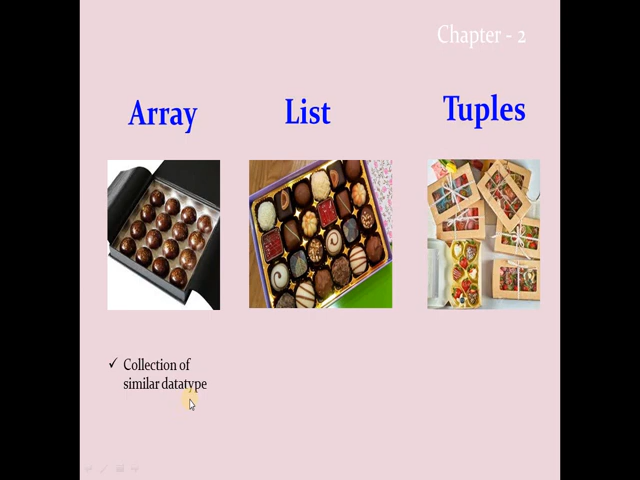 Chapter - 2
Array
List
Tuples
Collection of
similar datatype